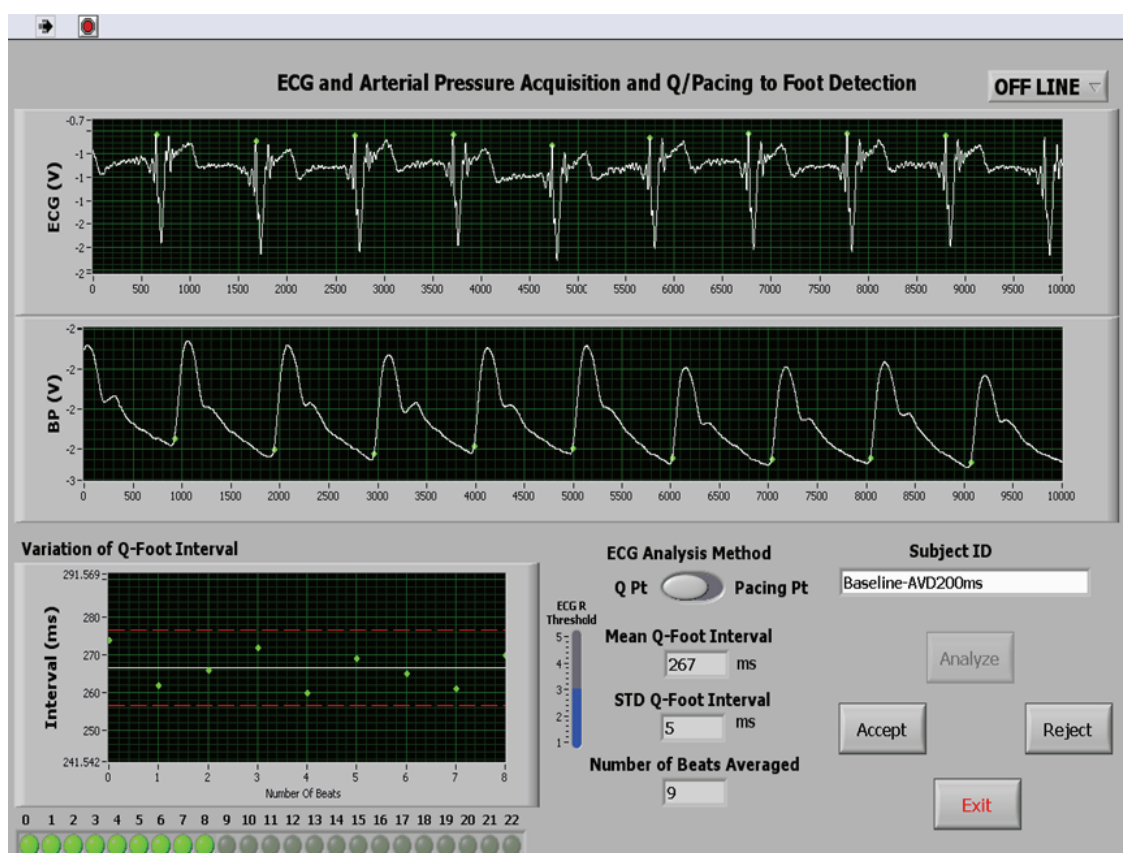 ECG and Arterial Pressure Acquisition and Q/Pacing to Foot Detection
OFF LINE
ECG (V)
-0.7
-1
-1
-1
-2
-2
-2
0 500 1000 1500 2000 2500 3000 3500 4000 4500 500C 5500 6000 6500 7000 7500 8000 8500 9000 9500 10000
BP (V)
-2
-2
-2
-2
-3
0 500 1000 1500 2000 2500 3000 3500 4000 4500 5000 5500 6000 6500 7000 7500 8000 8500 9000 9500 10000
Variation of Q-Foot Interval
Interval (ms)
291.569
280
270
260
250
241.542
0 1 2 3 4 5 6 7 8
Number Of Beats
0 1 2 3 4 5 6 7 8 9 10 11 12 13 14 15 16 17 18 19 20 21 22
ECG R
Threshold
5
4
3
2
1
ECG Analysis Method
Q Pt Pacing Pt
Mean Q-Foot Interval
267 ms
STD Q-Foot Interval
5 ms
Number of Beats Averaged
9
Subject ID
Baseline-AVD200ms
Analyze
Accept
Reject
Exit